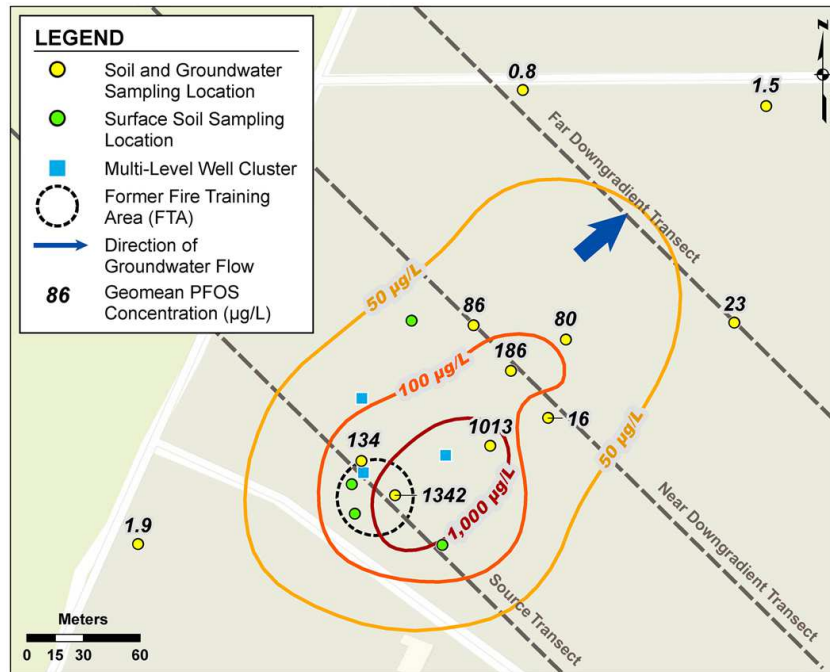 LEGEND
Soil and Groundwater
Sampling Location
Surface Soil Sampling
Location
Multi-Level Well Cluster
Former Fire Training
Area (FTA)
Direction of
Groundwater Flow
86
Geomean PFOS
Concentration (µg/L)
z
0.8
1.5
Far Downgradient Transect
50 µg/L
86
80
23
186
100 µg/L
16
50 µg/L
1013
134
1342
1,000 µg/L
1.9
Near Downgradient Transect
Source Transect
Meters
0 15 30 60